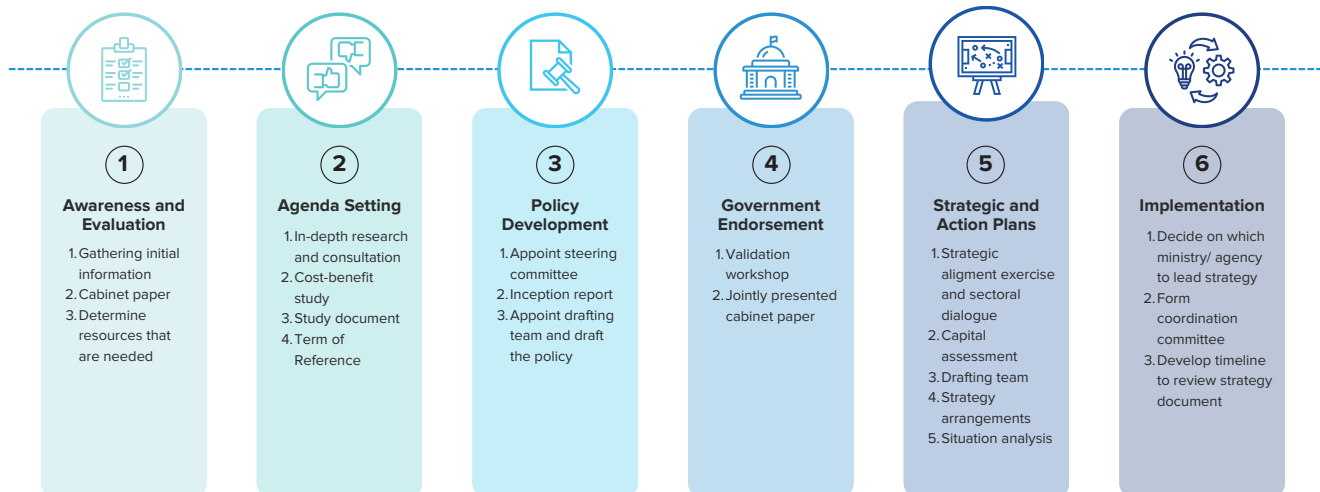 1
Awareness and
Evaluation
1. Gathering initial
information
2. Cabinet paper
3. Determine
resources that
are needed
2
Agenda Setting
1. In-depth research
and consultation
2. Cost-benefit
study
3. Study document
4. Term of
Reference
3
Policy
Development
1. Appoint steering
committee
2. Inception report
3. Appoint drafting
team and draft
the policy
4
Government
Endorsement
1. Validation
workshop
2. Jointly presented
cabinet paper
5
Strategic and
Action Plans
1. Strategic
aligment exercise
and sectoral
dialogue
2. Capital
assessment
3. Drafting team
4. Strategy
arrangements
5. Situation analysis
6
Implementation
1. Decide on which
ministry/ agency
to lead strategy
2. Form
coordination
committee
3. Develop timeline
to review strategy
document